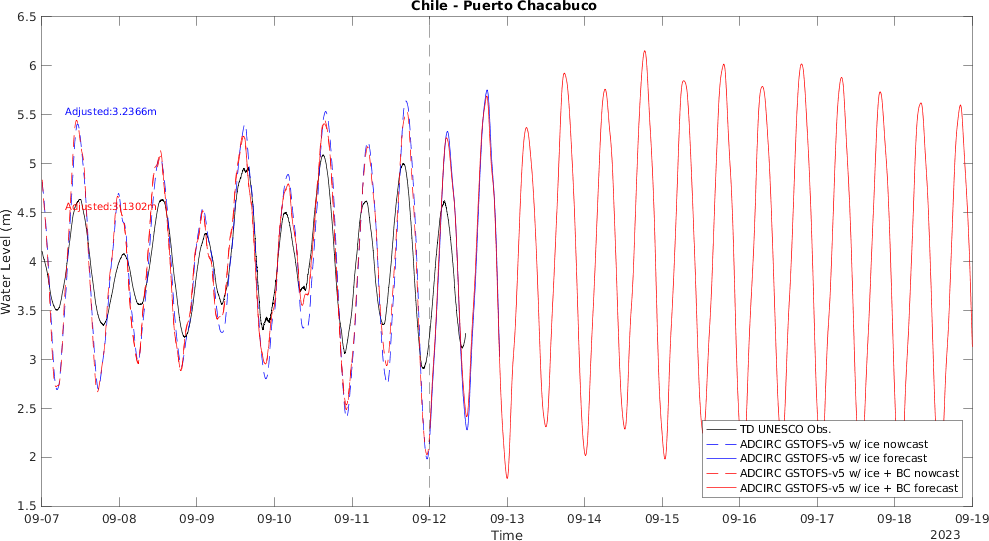 Chile - Puerto Chacabuco
Water Level (m)
6.5
6
5.5
5
4.5
4
3.5
3
2.5
2
1.5
Adjusted:3.2366m
Adjusted:3.1302m
TD UNESCO Obs.
ADCIRC GSTOFS-v5 w/ ice nowcast
ADCIRC GSTOFS-v5 w/ ice forecast
ADCIRC GSTOFS-v5 w/ ice + BC nowcast
ADCIRC GSTOFS-v5 w/ ice + BC forecast
09-07 09-08 09-09 09-10 09-11 09-12 09-13 09-14 09-15 09-16 09-17 09-18 09-19
Time
2023